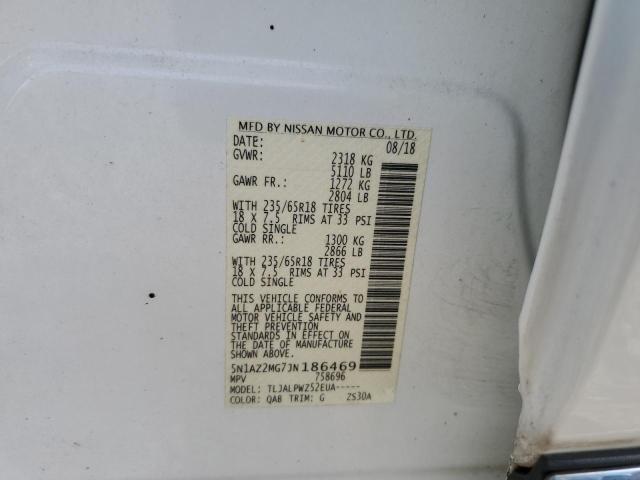 MFD BY NISSAN MOTOR CO., LTD.
DATE: 08/18
GVWR: 2318 KG
5110 LB
GAWR FR.: 1272 KG
2804 LB
WITH 235/65R18 TIRES
18 X 7.5 RIMS AT 33 PSI
COLD SINGLE
GAWR RR.: 1300 KG
2866 LB
WITH 235/65R18 TIRES
18 X 7.5 RIMS AT 33 PSI
COLD SINGLE
THIS VEHICLE CONFORMS TO
ALL APPLICABLE FEDERAL
MOTOR VEHICLE SAFETY AND
THEFT PREVENTION
STANDARDS IN EFFECT ON
THE DATE OF MANUFACTURE
SHOWN ABOVE.
5N1AZ2MG7JN186469
MPV 758696
MODEL: TLJALPWZ52EUA-----
COLOR: QAB TRIM: G ZS30A